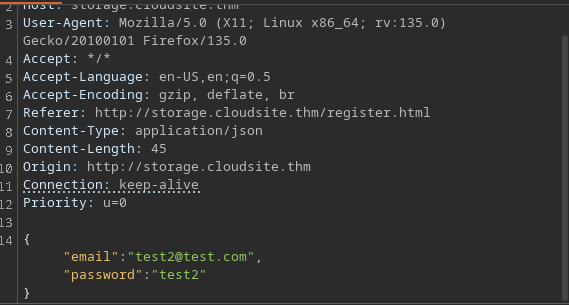 2 Host: storage.cloudsite.thm
3 User-Agent: Mozilla/5.0 (X11; Linux x86_64; rv:135.0)
Gecko/20100101 Firefox/135.0
4 Accept: */*
5 Accept-Language: en-US,en;q=0.5
6 Accept-Encoding: gzip, deflate, br
7 Referer: http://storage.cloudsite.thm/register.html
8 Content-Type: application/json
9 Content-Length: 45
10 Origin: http://storage.cloudsite.thm
11 Connection: keep-alive
12 Priority: u=0
13
14 {
"email":"test2@test.com",
"password":"test2"
}